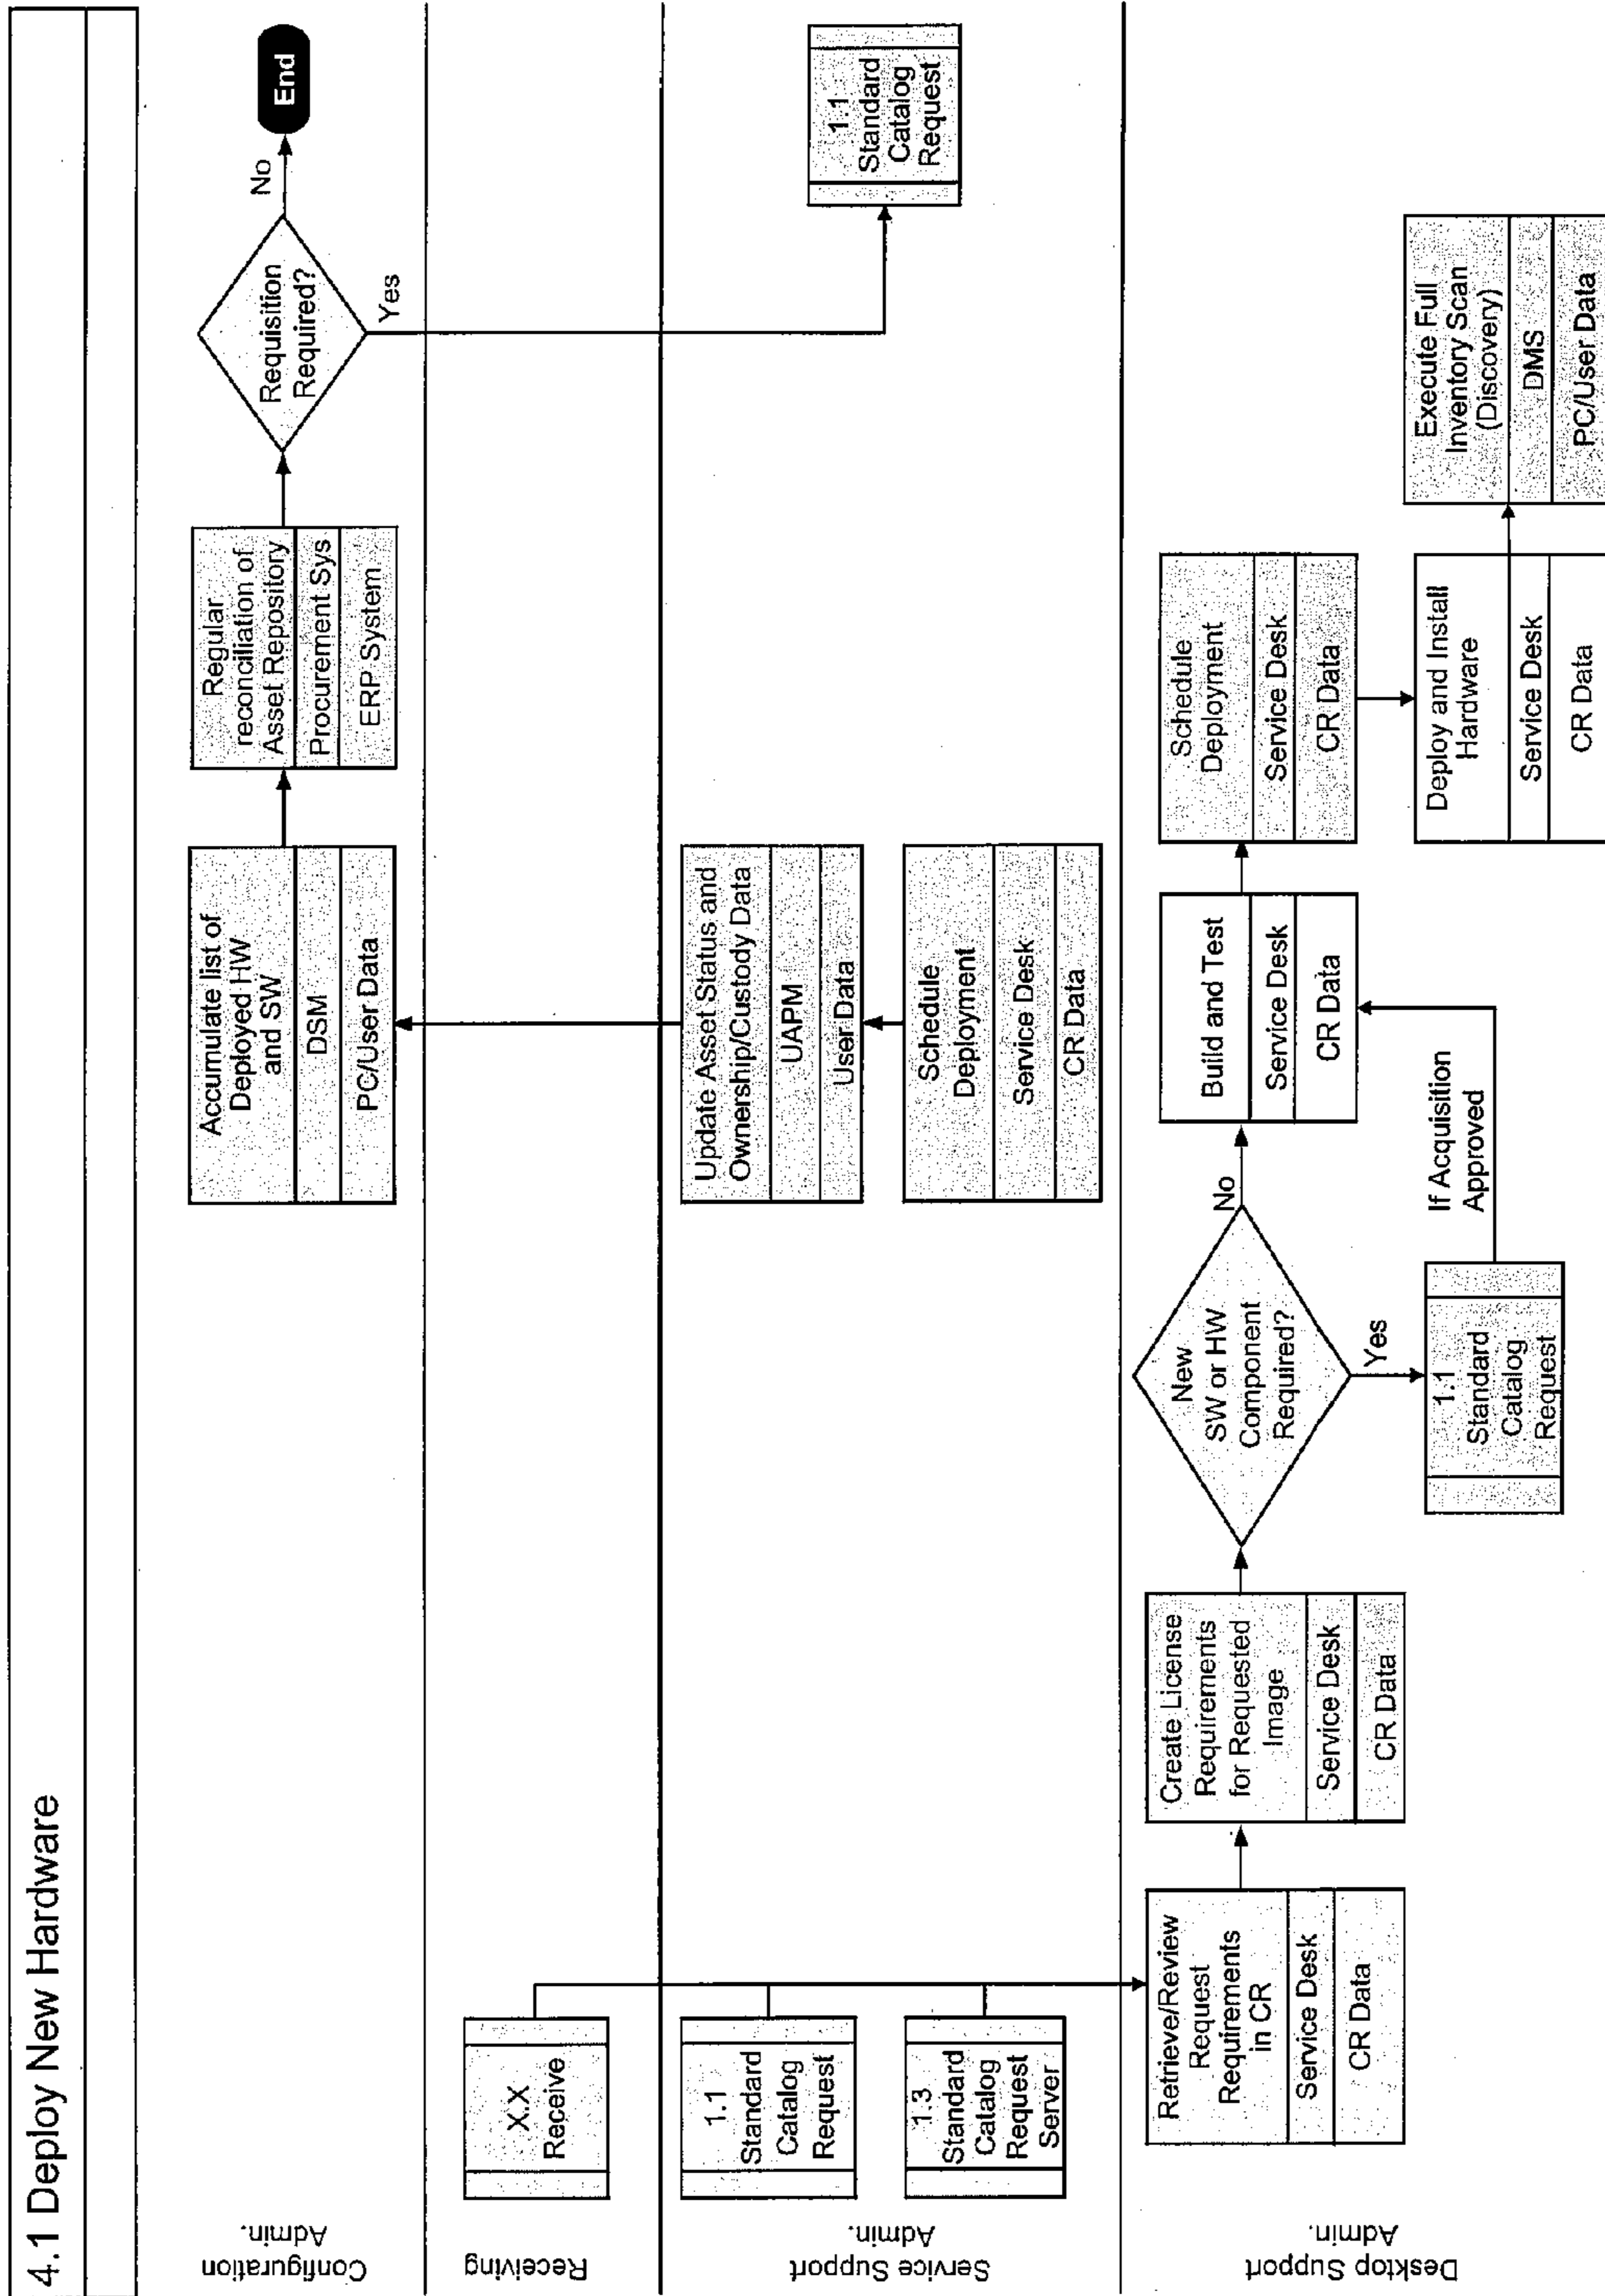 4.1 Deploy New Hardware
Configuration
Admin.
Accumulate list of
Deployed HW
and SW
DSM
PC/User Data
Regular
reconciliation of
Asset Repository
Procurement Sys
ERP System
Requisition
Required?
No
End
Yes
Receiving
X.X
Receive
Service Support
Admin.
1.1
Standard
Catalog
Request
1.3
Standard
Catalog
Request
Server
Update Asset Status and
Ownership/Custody Data
UAPM
User Data
Schedule
Deployment
Service Desk
CR Data
1.1
Standard
Catalog
Request
Desktop Support
Admin.
Retrieve/Review
Request
Requirements
in CR
Service Desk
CR Data
Create License
Requirements
for Requested
Image
Service Desk
CR Data
New
SW or HW
Component
Required?
No
Yes
1.1
Standard
Catalog
Request
If Acquisition
Approved
Build and Test
Service Desk
CR Data
Schedule
Deployment
Service Desk
CR Data
Deploy and Install
Hardware
Service Desk
CR Data
Execute Full
Inventory Scan
(Discovery)
DMS
PC/User Data